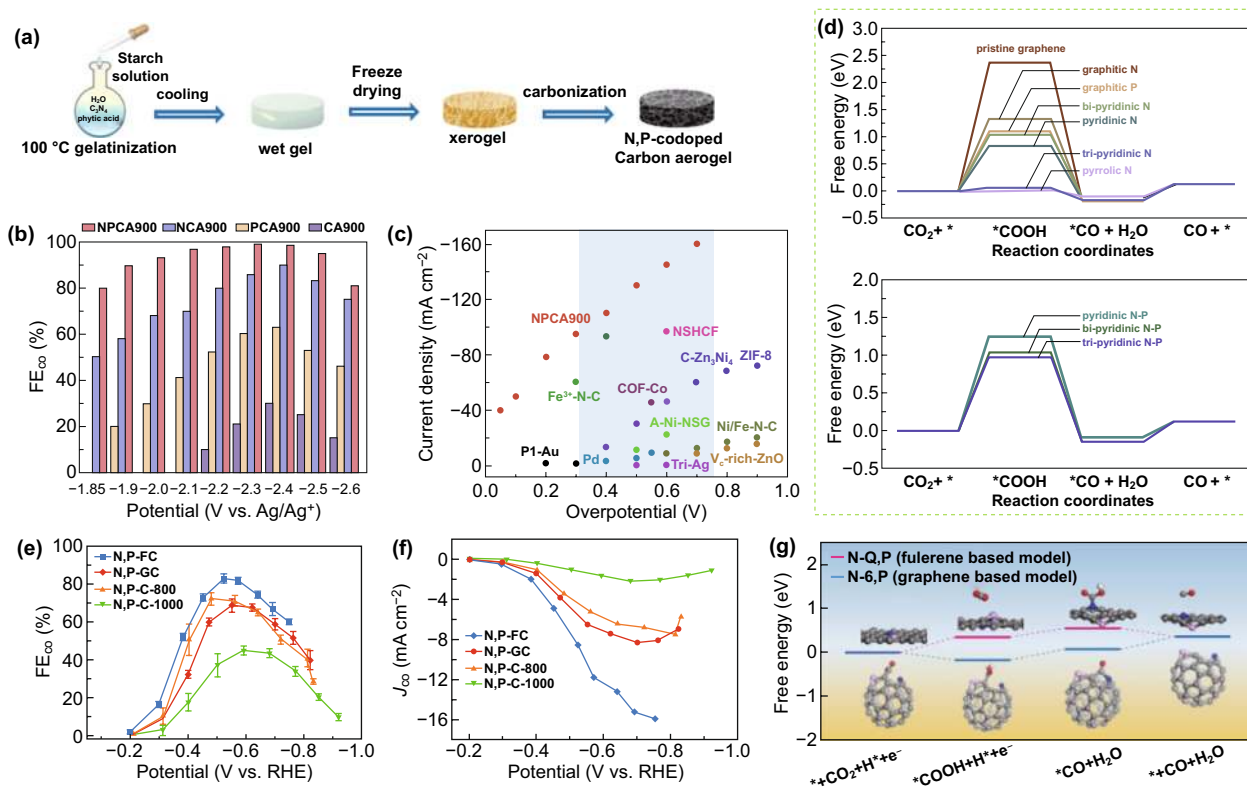 (a)
Starch
solution
H₂O
C₃N₄
phytic acid
100 °C gelatinization
cooling
wet gel
Freeze
drying
xerogel
carbonization
N,P-codoped
Carbon aerogel
(b)
NPCA900 NCA900 PCA900 CA900
FE_CO (%)
100
80
60
40
20
0
−1.85 −1.9 −2.0 −2.1 −2.2 −2.3 −2.4 −2.5 −2.6
Potential (V vs. Ag/Ag⁺)
(c)
Current density (mA cm⁻²)
−160
−120
−80
−40
0
NPCA900
NSHCF
C-Zn₃Ni₄ ZIF-8
Fe³⁺-N-C
COF-Co
A-Ni-NSG
Ni/Fe-N-C
P1-Au
Pd
Tri-Ag
V_c-rich-ZnO
0.0 0.2 0.4 0.6 0.8 1.0
Overpotential (V)
(d)
Free energy (eV)
3.0
2.5
2.0
1.5
1.0
0.5
0.0
−0.5
pristine graphene
graphitic N
graphitic P
bi-pyridinic N
pyridinic N
tri-pyridinic N
pyrrolic N
CO₂+ * *COOH *CO + H₂O CO + *
Reaction coordinates
Free energy (eV)
2.0
1.5
1.0
0.5
0.0
−0.5
pyridinic N-P
bi-pyridinic N-P
tri-pyridinic N-P
CO₂+ * *COOH *CO + H₂O CO + *
Reaction coordinates
(e)
FE_CO (%)
100
80
60
40
20
0
N,P-FC
N,P-GC
N,P-C-800
N,P-C-1000
−0.2 −0.4 −0.6 −0.8 −1.0
Potential (V vs. RHE)
(f)
J_CO (mA cm⁻²)
0
−4
−8
−12
−16
N,P-FC
N,P-GC
N,P-C-800
N,P-C-1000
−0.2 −0.4 −0.6 −0.8 −1.0
Potential (V vs. RHE)
(g)
Free energy (eV)
2
1
0
−1
−2
N-Q,P (fulerene based model)
N-6,P (graphene based model)
*+CO₂+H*+e⁻
*COOH+H*+e⁻
*CO+H₂O
*+CO+H₂O